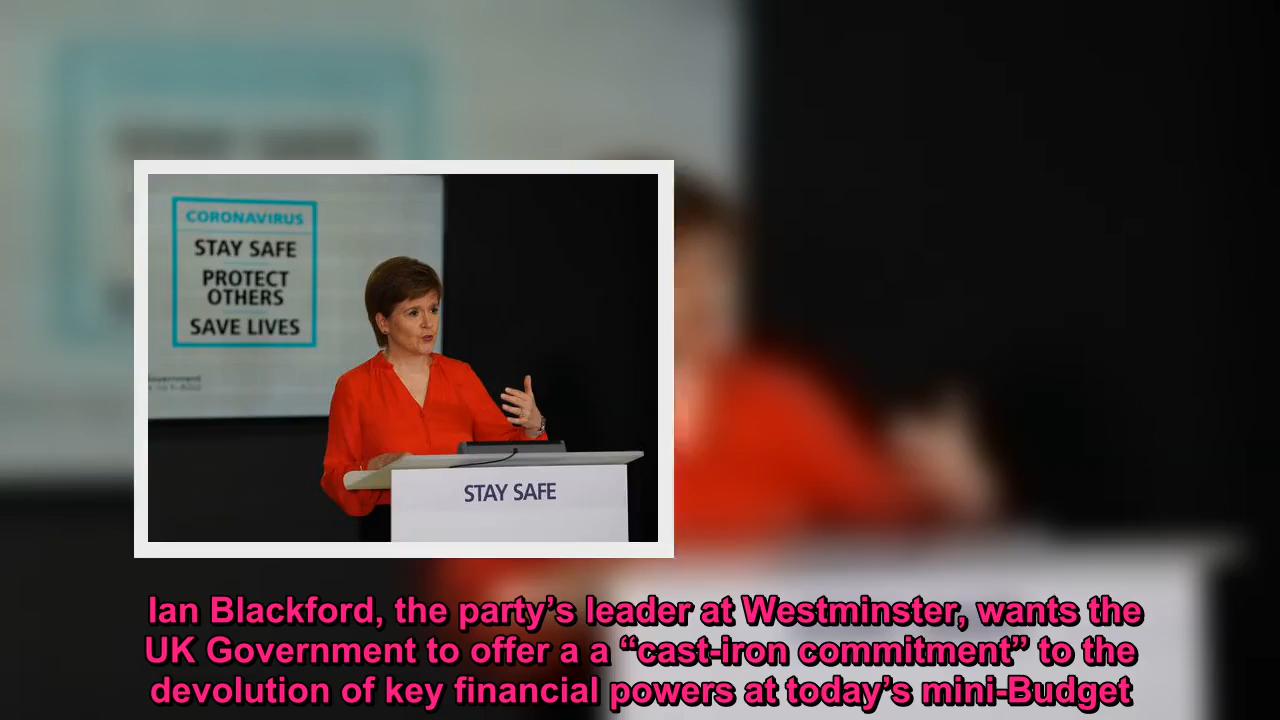 CORONAVIRUS
STAY SAFE
PROTECT
OTHERS
SAVE LIVES
STAY SAFE
Ian Blackford, the party’s leader at Westminster, wants the
UK Government to offer a a “cast-iron commitment” to the
devolution of key financial powers at today’s mini-Budget